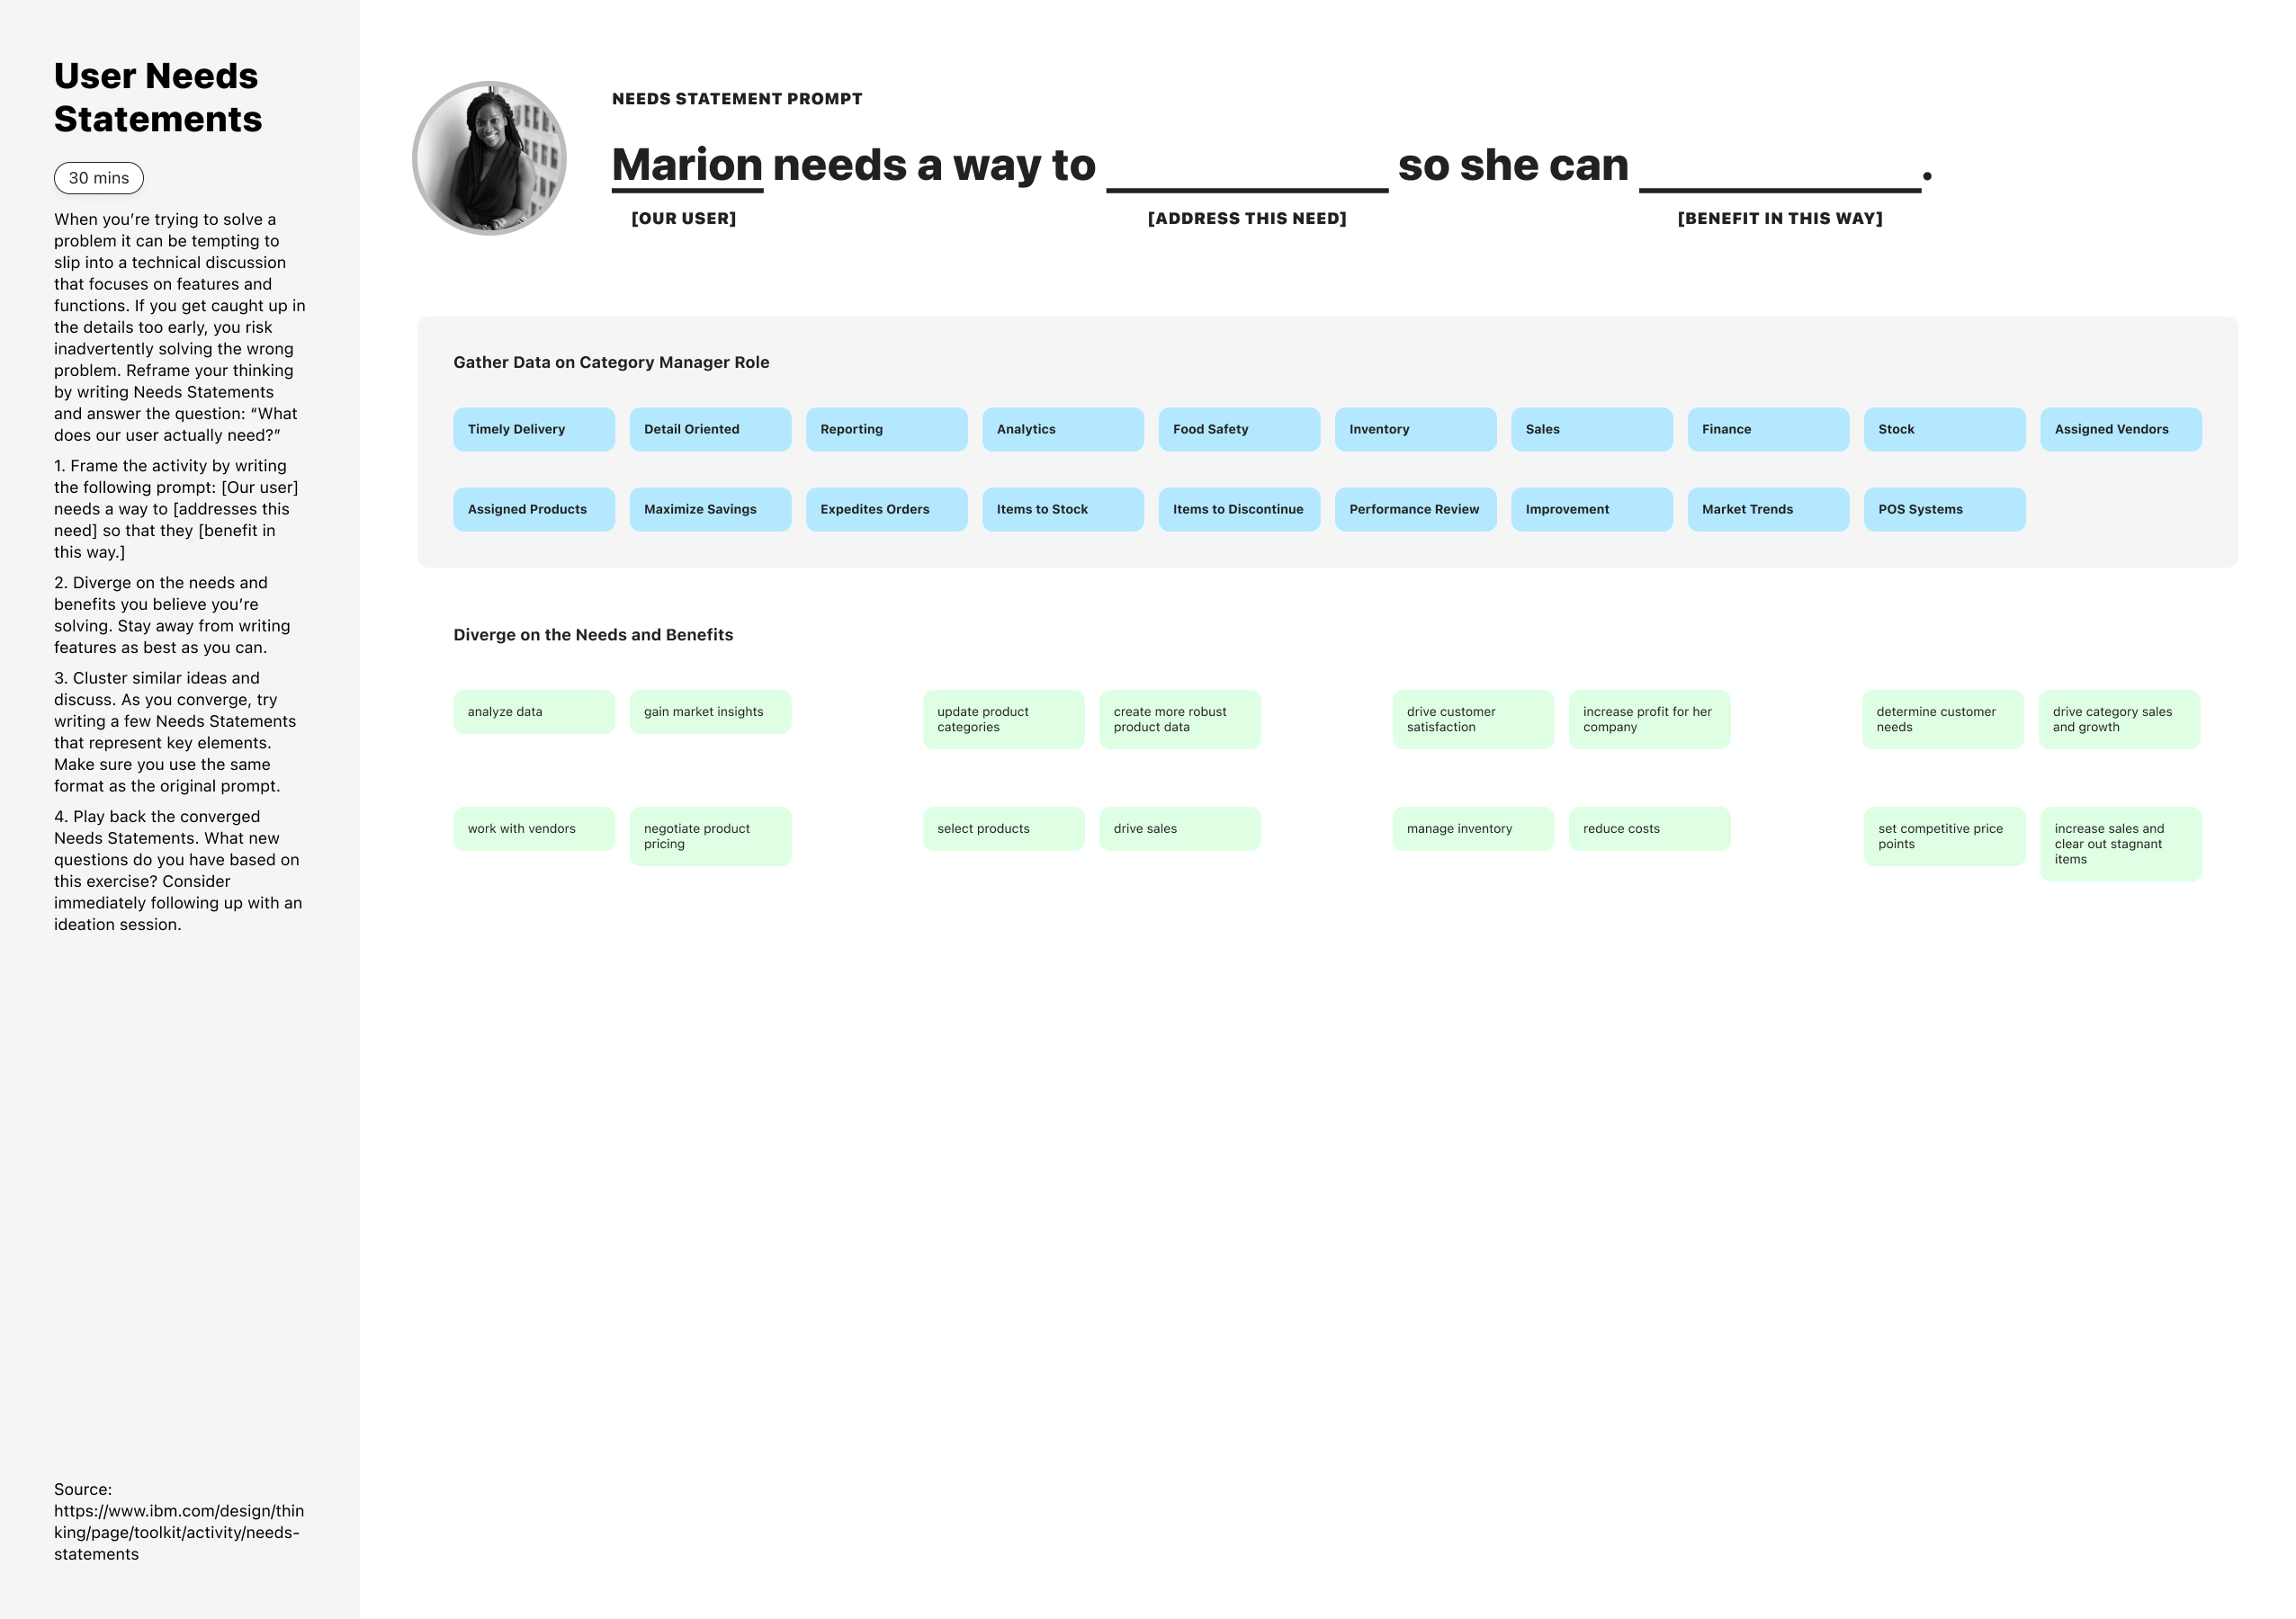 User Needs
Statements
30 mins
When you’re trying to solve a
problem it can be tempting to
slip into a technical discussion
that focuses on features and
functions. If you get caught up in
the details too early, you risk
inadvertently solving the wrong
problem. Reframe your thinking
by writing Needs Statements
and answer the question: “What
does our user actually need?”
1. Frame the activity by writing
the following prompt: [Our user]
needs a way to [addresses this
need] so that they [benefit in
this way.]
2. Diverge on the needs and
benefits you believe you’re
solving. Stay away from writing
features as best as you can.
3. Cluster similar ideas and
discuss. As you converge, try
writing a few Needs Statements
that represent key elements.
Make sure you use the same
format as the original prompt.
4. Play back the converged
Needs Statements. What new
questions do you have based on
this exercise? Consider
immediately following up with an
ideation session.
Source:
https://www.ibm.com/design/thin
king/page/toolkit/activity/needs-
statements
NEEDS STATEMENT PROMPT
Marion needs a way to ____________ so she can ____________.
[OUR USER] [ADDRESS THIS NEED] [BENEFIT IN THIS WAY]
Gather Data on Category Manager Role
Timely Delivery
Detail Oriented
Reporting
Analytics
Food Safety
Inventory
Sales
Finance
Stock
Assigned Vendors
Assigned Products
Maximize Savings
Expedites Orders
Items to Stock
Items to Discontinue
Performance Review
Improvement
Market Trends
POS Systems
Diverge on the Needs and Benefits
analyze data
gain market insights
update product
categories
create more robust
product data
drive customer
satisfaction
increase profit for her
company
determine customer
needs
drive category sales
and growth
work with vendors
negotiate product
pricing
select products
drive sales
manage inventory
reduce costs
set competitive price
points
increase sales and
clear out stagnant
items